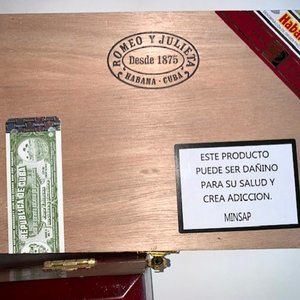 ROMEO Y JULIETA
Desde 1875
HABANA · CUBA
Habanos
REPUBLICA DE CUBA
ESTE PRODUCTO
PUEDE SER DAÑINO
PARA SU SALUD Y
CREA ADICCION.
MINSAP